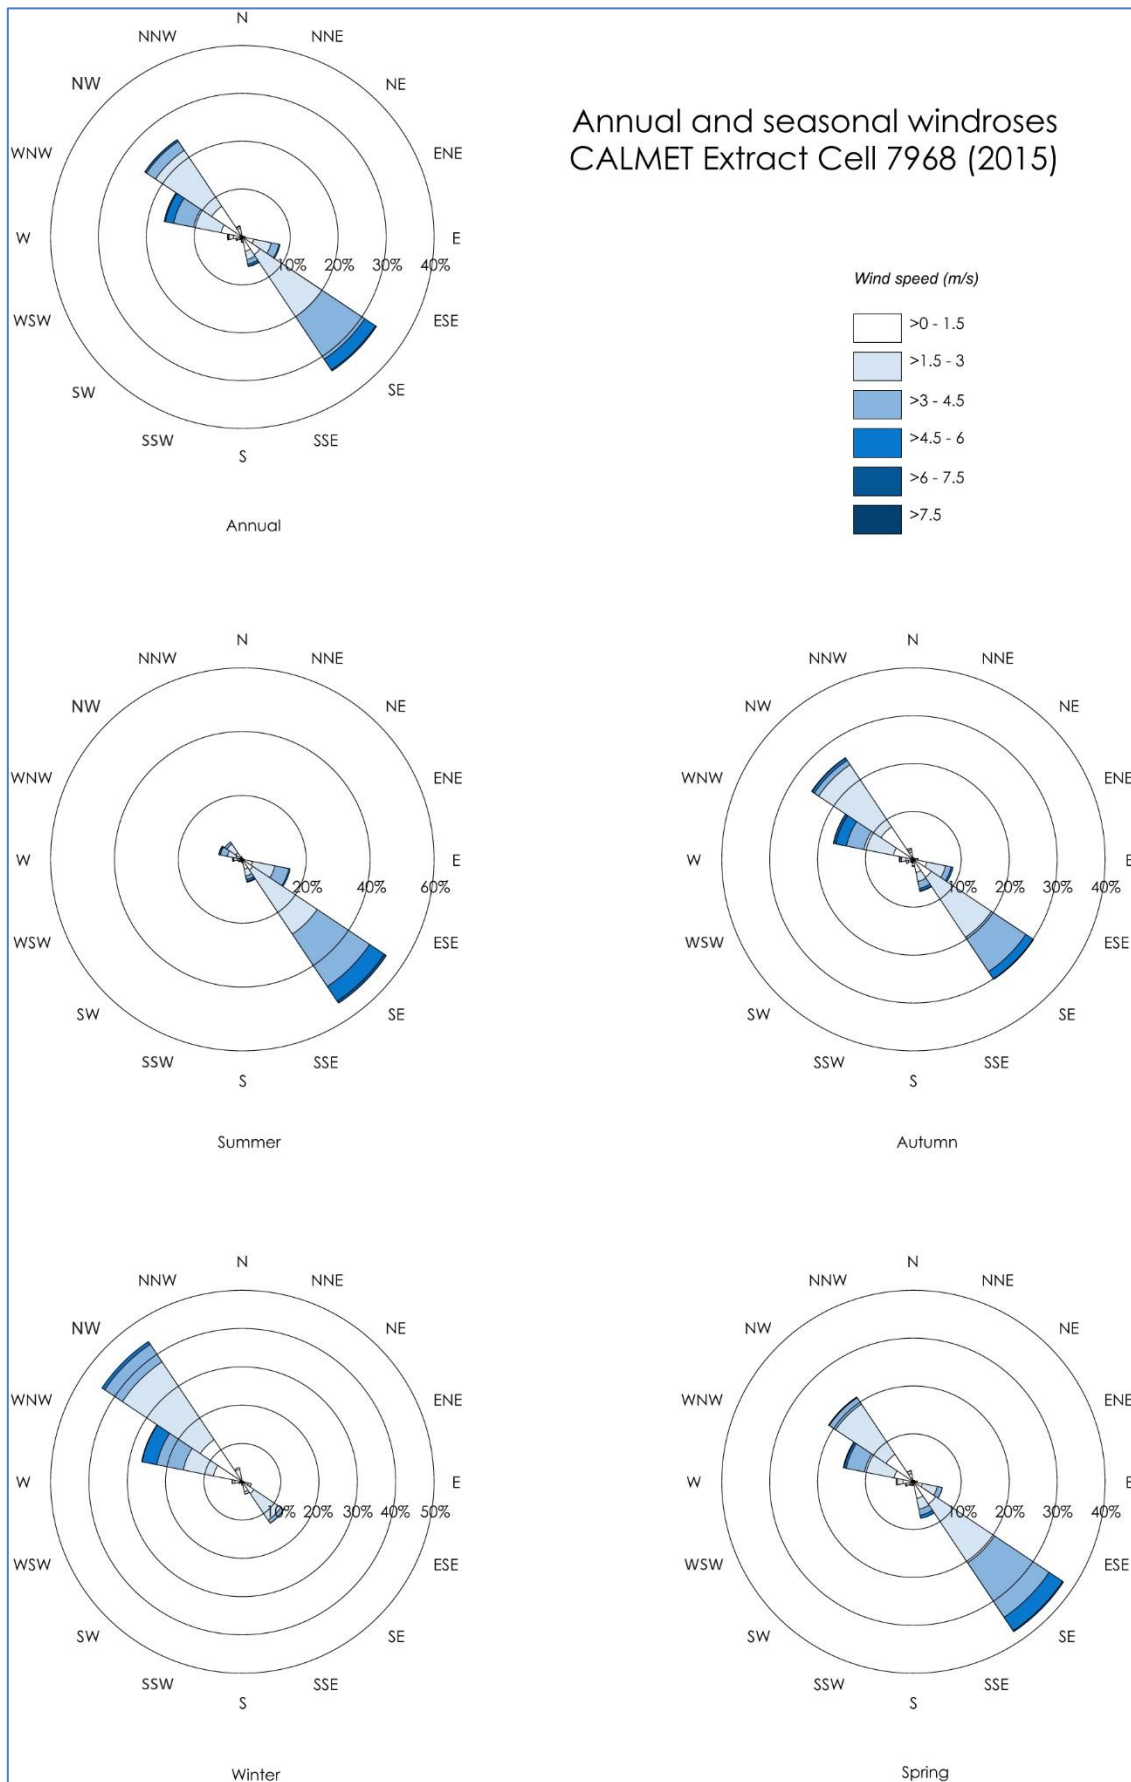 Annual and seasonal windroses
CALMET Extract Cell 7968 (2015)
Wind speed (m/s)
>0 - 1.5
>1.5 - 3
>3 - 4.5
>4.5 - 6
>6 - 7.5
>7.5
N
NNW NNE
NW NE
WNW ENE
W E
10% 20% 30% 40%
WSW ESE
SW SE
SSW SSE
S
Annual
N
NNW NNE
NW NE
WNW ENE
W E
20% 40% 60%
WSW ESE
SW SE
SSW SSE
S
Summer
N
NNW NNE
NW NE
WNW ENE
W E
10% 20% 30% 40%
WSW ESE
SW SE
SSW SSE
S
Autumn
N
NNW NNE
NW NE
WNW ENE
W E
10% 20% 30% 40% 50%
WSW ESE
SW SE
SSW SSE
S
Winter
N
NNW NNE
NW NE
WNW ENE
W E
10% 20% 30% 40%
WSW ESE
SW SE
SSW SSE
S
Spring